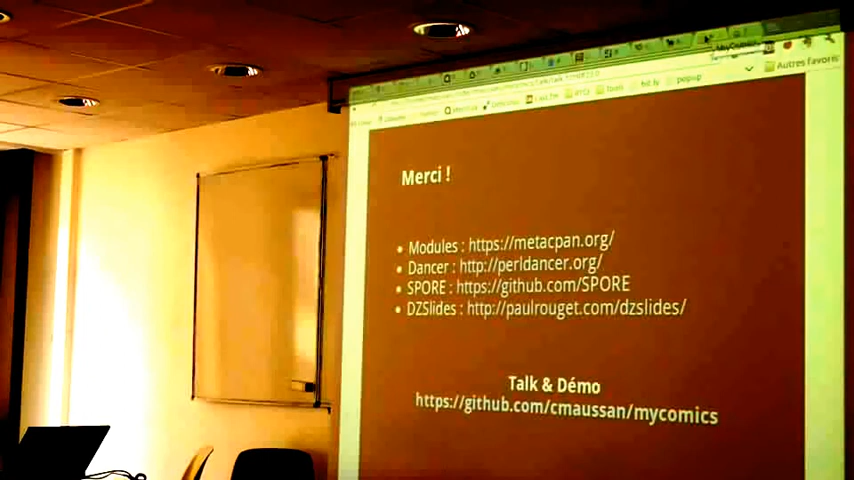 Autres favoris
popup
Merci !
• Modules : https://metacpan.org/
• Dancer : http://perldancer.org/
• SPORE : https://github.com/SPORE
• DZSlides : http://paulrouget.com/dzslides/
Talk & Démo
https://github.com/cmaussan/mycomics